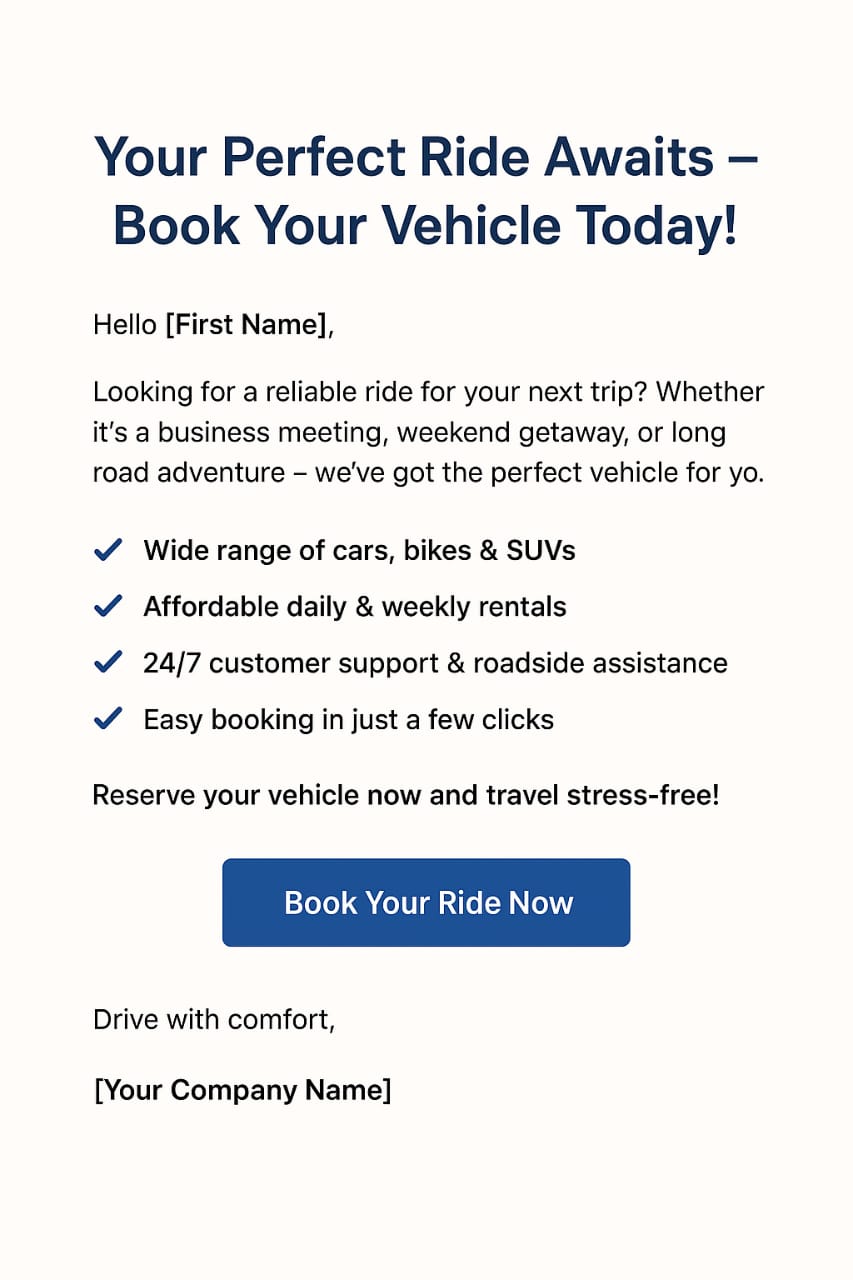 Your Perfect Ride Awaits –
Book Your Vehicle Today!
Hello [First Name],
Looking for a reliable ride for your next trip? Whether
it’s a business meeting, weekend getaway, or long
road adventure – we’ve got the perfect vehicle for yo.
Wide range of cars, bikes & SUVs
Affordable daily & weekly rentals
24/7 customer support & roadside assistance
Easy booking in just a few clicks
Reserve your vehicle now and travel stress-free!
Book Your Ride Now
Drive with comfort,
[Your Company Name]